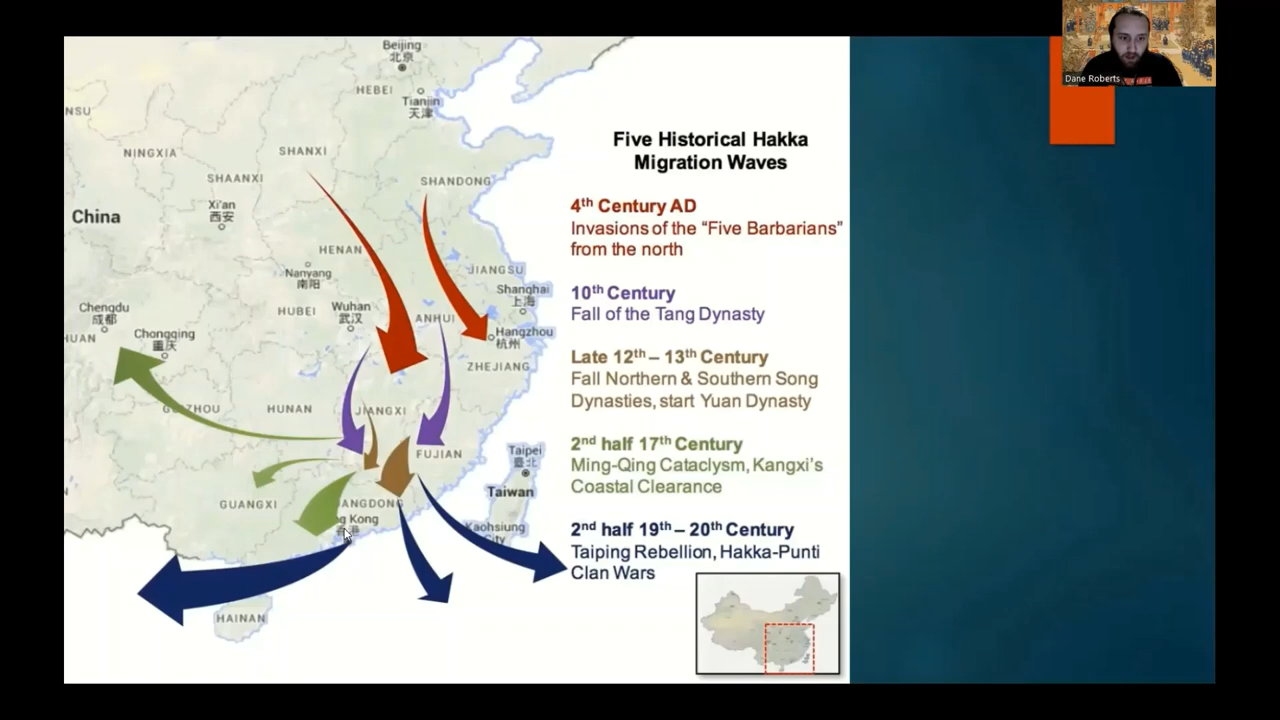 Dane Roberts
Beijing
北京
HEBEI
Tianjin
天津
NSU
NINGXIA
SHANXI
SHAANXI
SHANDONG
Xi'an
西安
China
HENAN
Nanyang
南阳
JIANGSU
Shanghai
上海
Chengdu
成都
HUBEI
Wuhan
武汉
ANHUI
Hangzhou
杭州
UAN
Chongqing
重庆
ZHEJIANG
HUNAN
JIANGXI
FUJIAN
Taipei
臺北
Taiwan
GUANGXI
ANGDONG
g Kong
Kaohsiung
City
HAINAN
Five Historical Hakka
Migration Waves
4th Century AD
Invasions of the “Five Barbarians”
from the north
10th Century
Fall of the Tang Dynasty
Late 12th – 13th Century
Fall Northern & Southern Song
Dynasties, start Yuan Dynasty
2nd half 17th Century
Ming-Qing Cataclysm, Kangxi's
Coastal Clearance
2nd half 19th – 20th Century
Taiping Rebellion, Hakka-Punti
Clan Wars